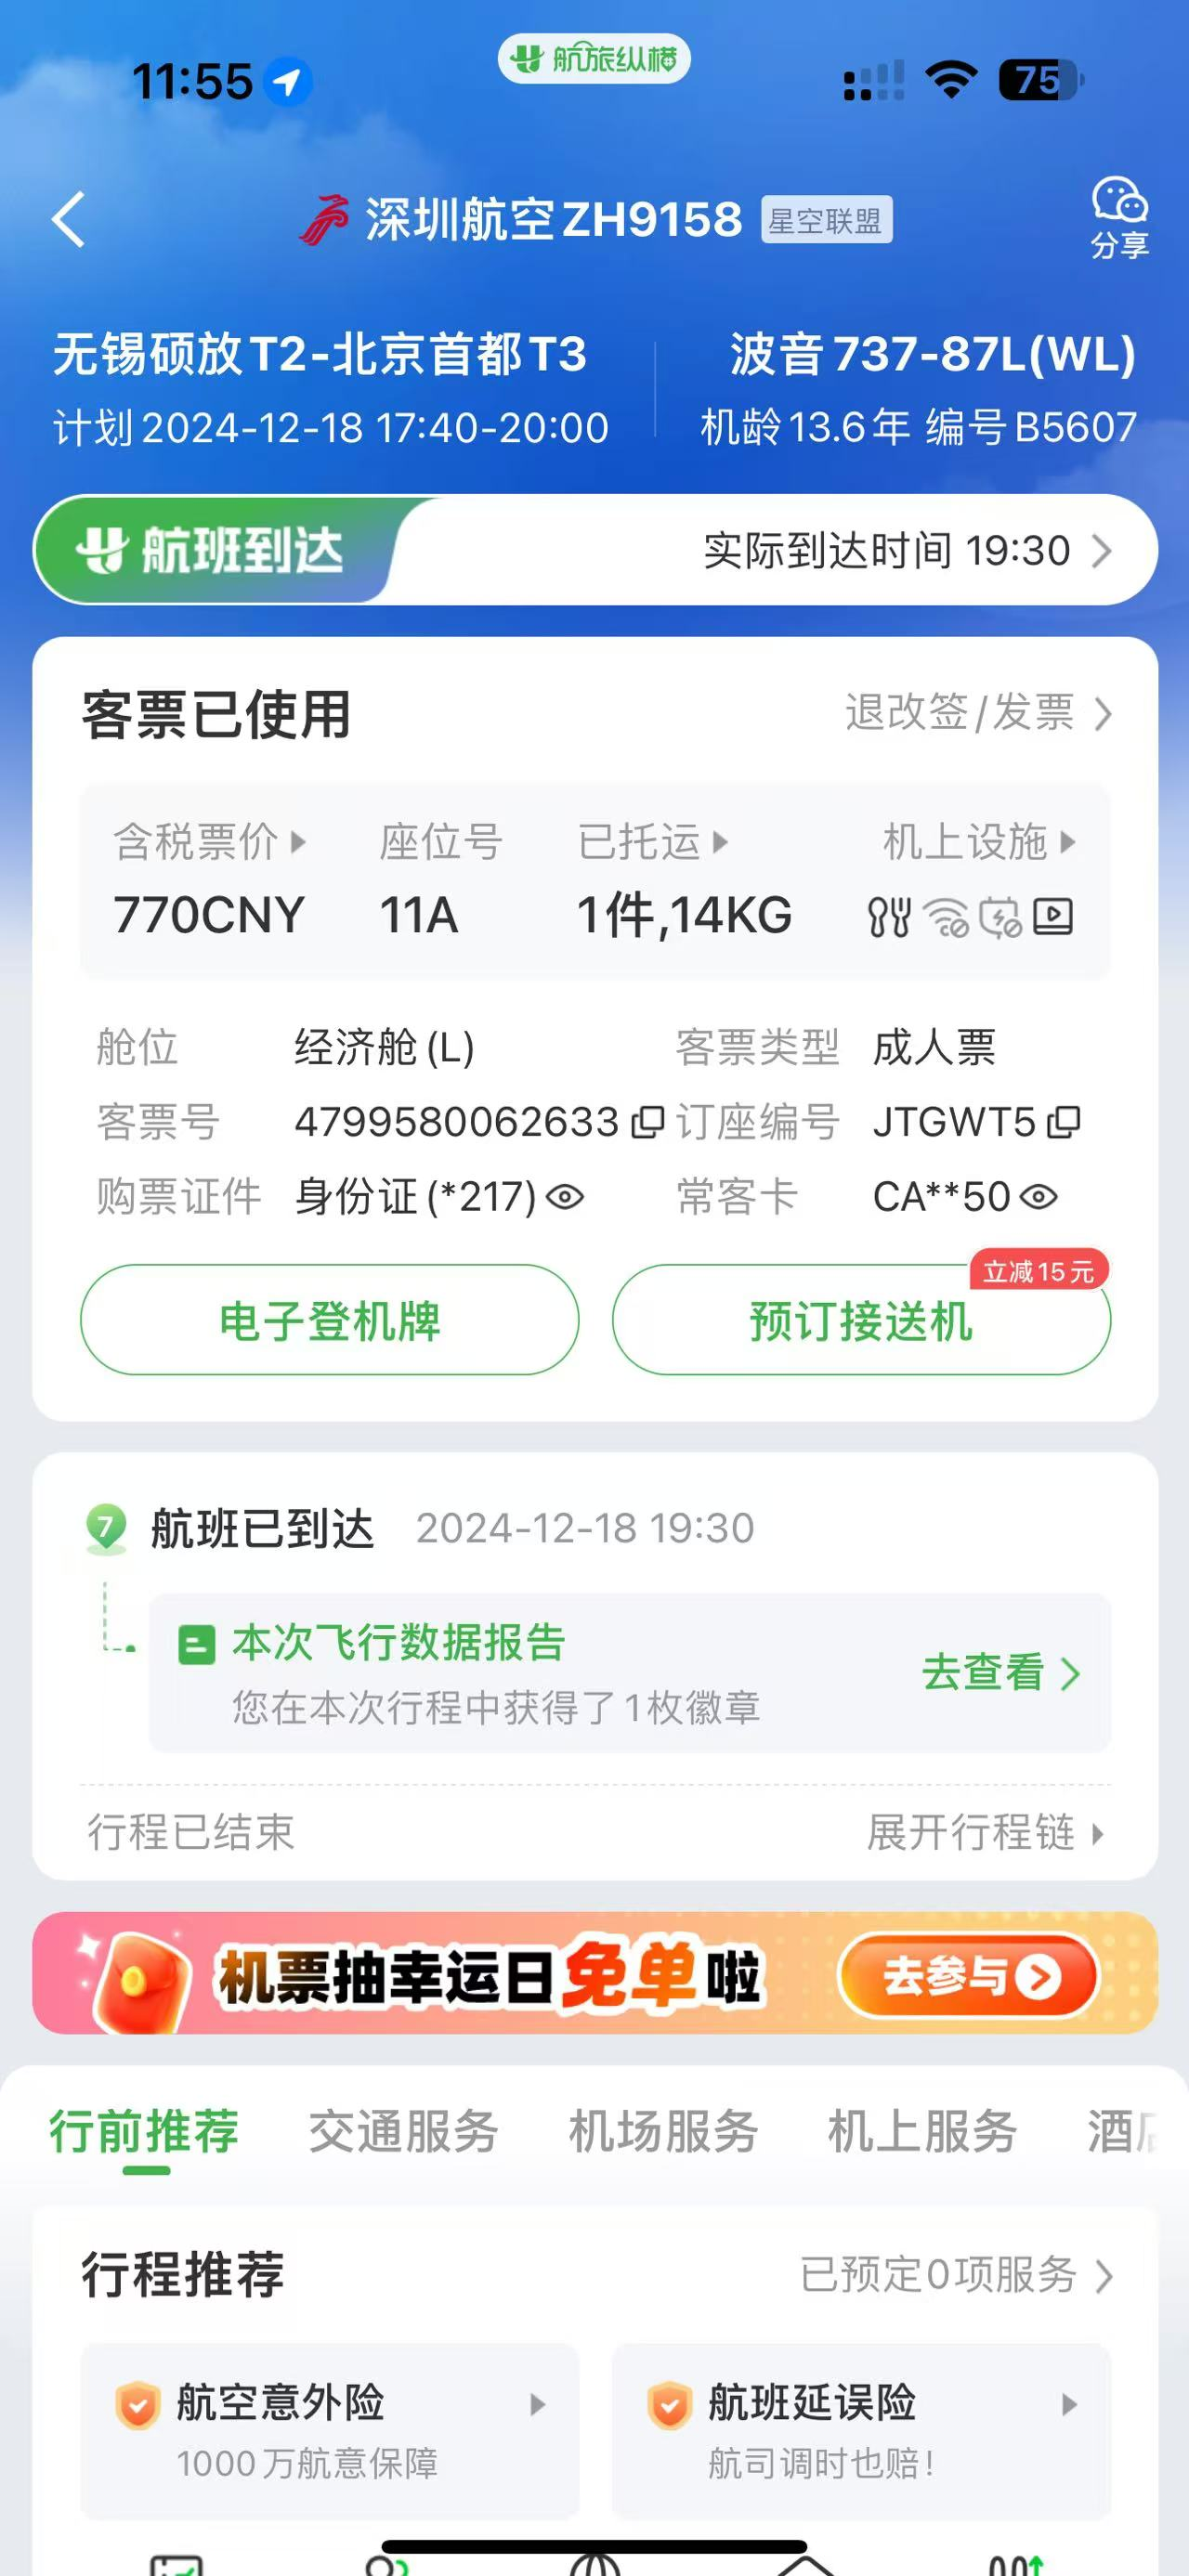 11:55
航旅纵横
75
深圳航空ZH9158 星空联盟
分享
无锡硕放T2-北京首都T3
波音737-87L(WL)
计划2024-12-18 17:40-20:00
机龄13.6年 编号B5607
航班到达
实际到达时间 19:30
客票已使用
退改签/发票
含税票价 座位号 已托运 机上设施
770CNY 11A 1件,14KG
舱位 经济舱(L) 客票类型 成人票
客票号 4799580062633 订座编号 JTGWT5
购票证件 身份证(*217) 常客卡 CA**50
立减15元
电子登机牌 预订接送机
7 航班已到达 2024-12-18 19:30
本次飞行数据报告
去查看
您在本次行程中获得了1枚徽章
行程已结束 展开行程链
机票抽幸运日免单啦 去参与
行前推荐 交通服务 机场服务 机上服务 酒
行程推荐 已预定0项服务
航空意外险 航班延误险
1000万航意保障 航司调时也赔!